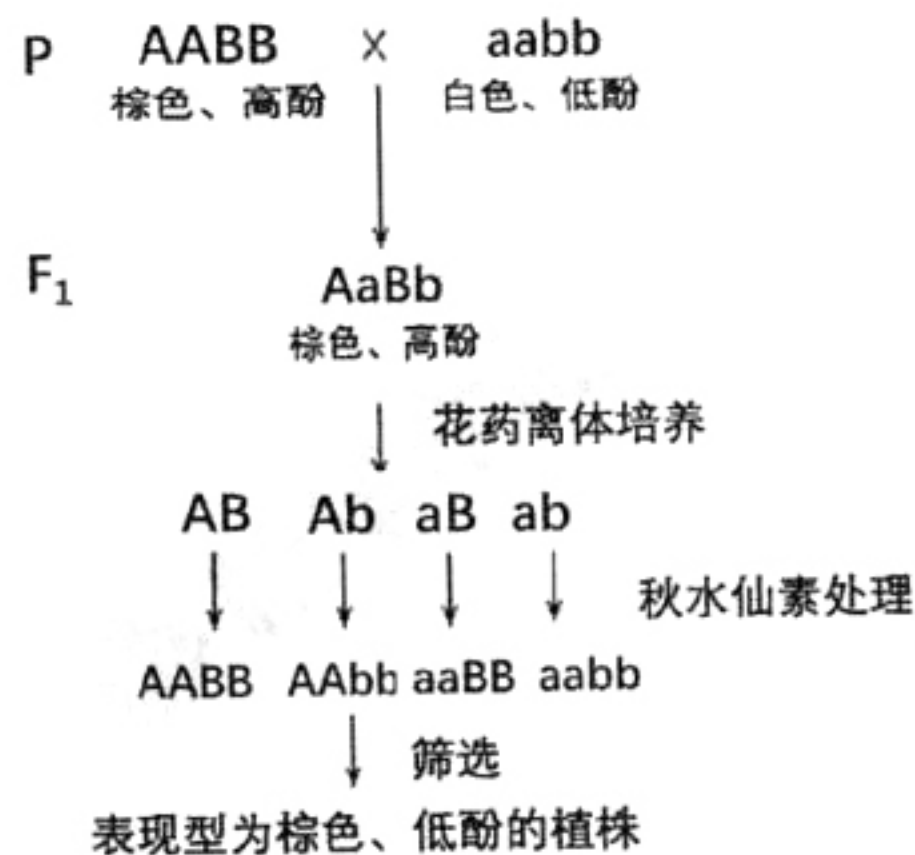 P AABB × aabb
棕色、高酚 白色、低酚
F₁ AaBb
棕色、高酚
花药离体培养
AB Ab aB ab
秋水仙素处理
AABB AAbb aaBB aabb
筛选
表现型为棕色、低酚的植株